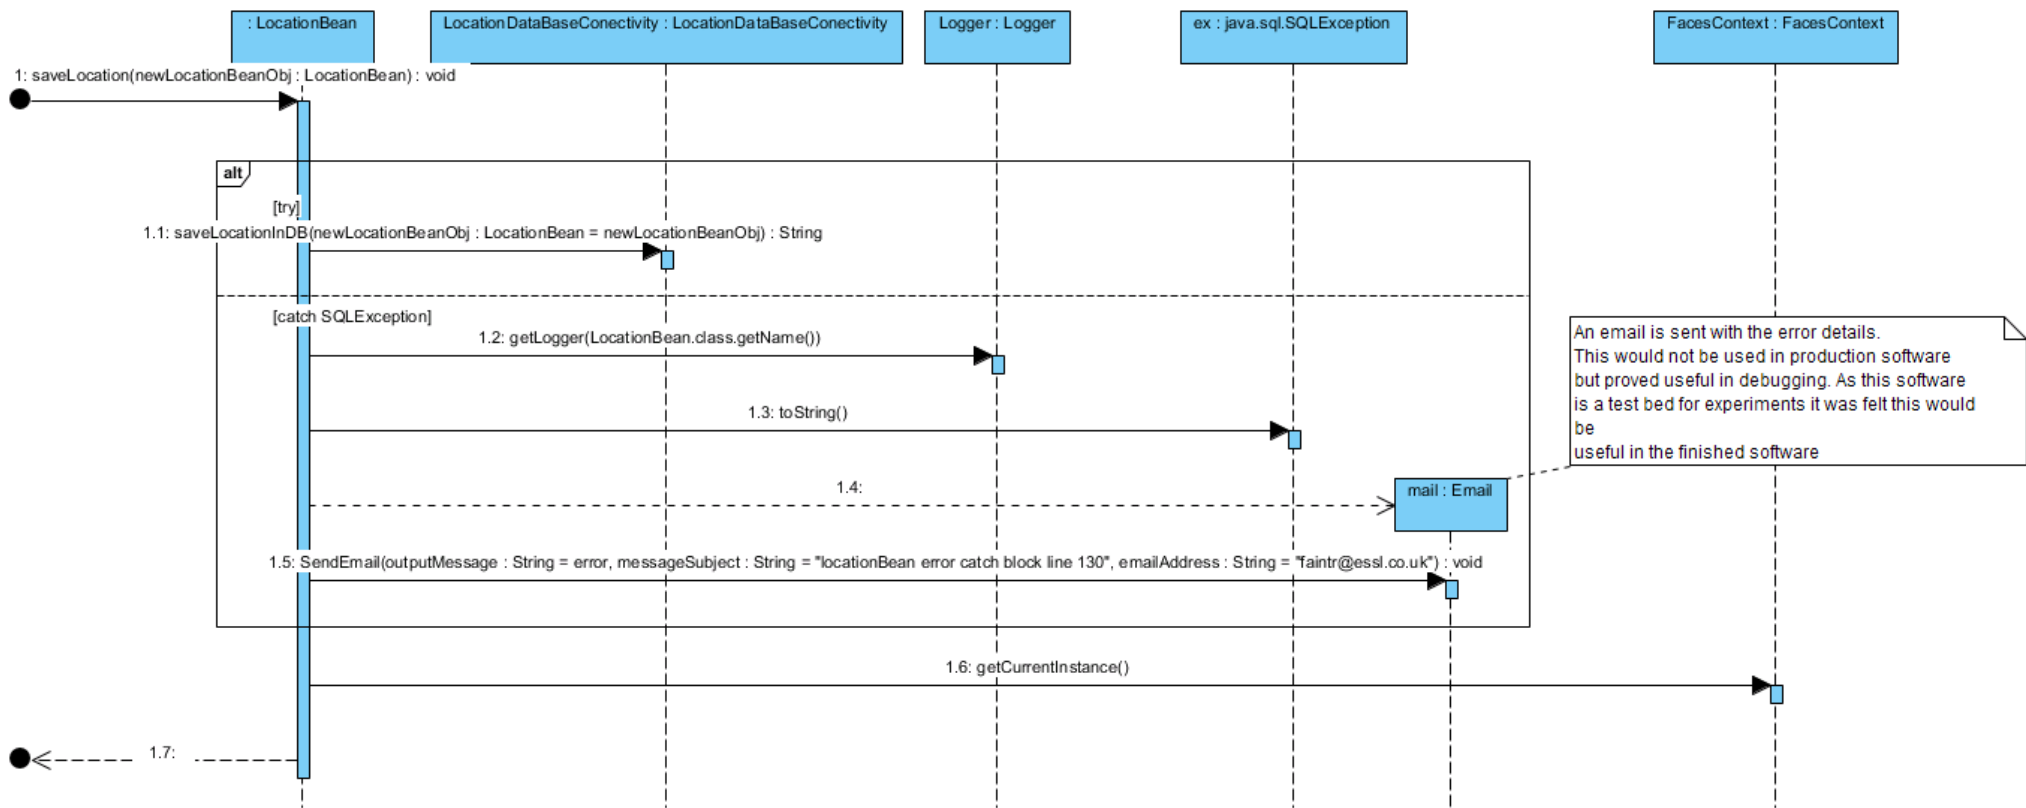 : LocationBean
LocationDataBaseConectivity : LocationDataBaseConectivity
Logger : Logger
ex : java.sql.SQLException
FacesContext : FacesContext
1: saveLocation(newLocationBeanObj : LocationBean) : void
alt
[try]
1.1: saveLocationInDB(newLocationBeanObj : LocationBean = newLocationBeanObj) : String
[catch SQLException]
1.2: getLogger(LocationBean.class.getName())
An email is sent with the error details.
This would not be used in production software
but proved useful in debugging. As this software
is a test bed for experiments it was felt this would
be
useful in the finished software
1.3: toString()
1.4:
mail : Email
1.5: SendEmail(outputMessage : String = error, messageSubject : String = "locationBean error catch block line 130", emailAddress : String = "faintr@essl.co.uk") : void
1.6: getCurrentInstance()
1.7: